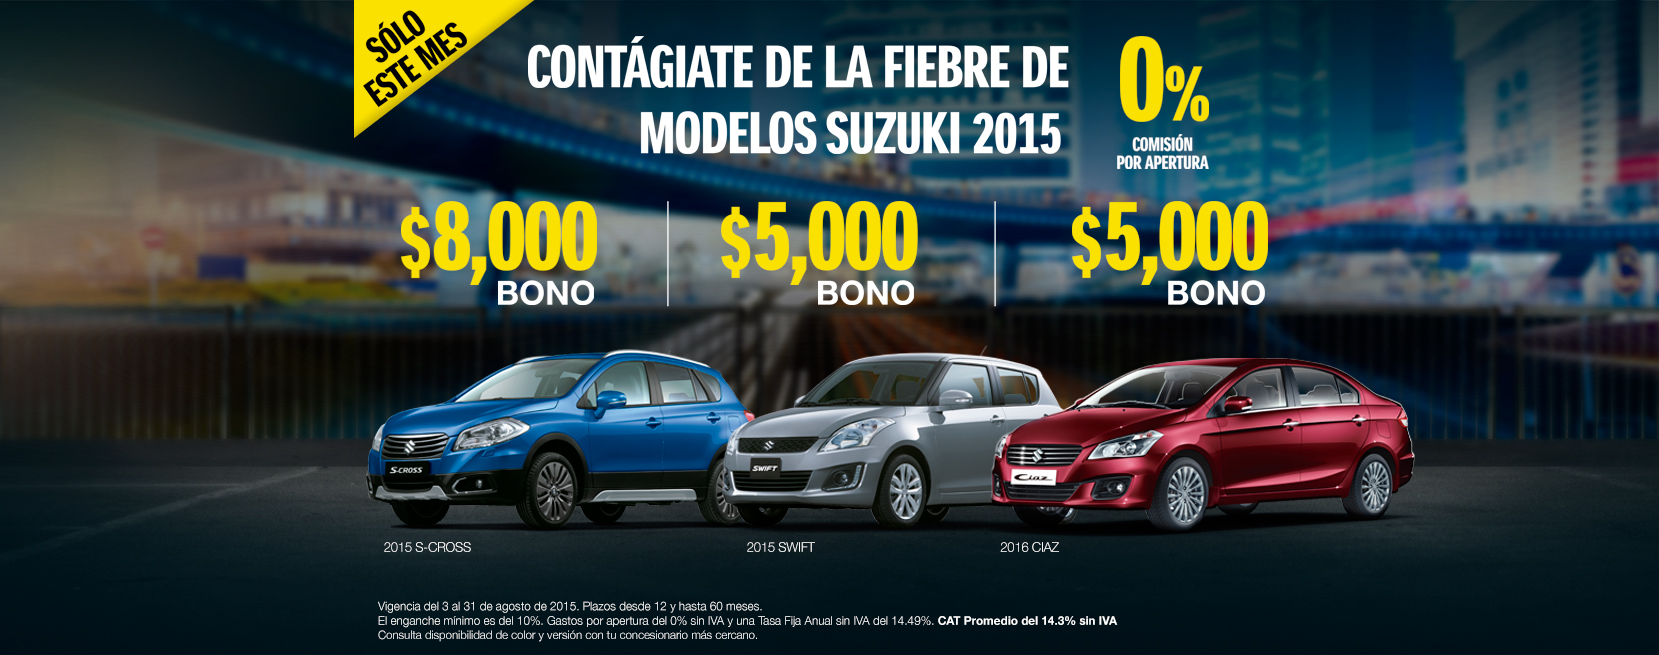 SÓLO
ESTE MES
CONTÁGIATE DE LA FIEBRE DE
MODELOS SUZUKI 2015
0%
COMISIÓN
POR APERTURA
$8,000
BONO
$5,000
BONO
$5,000
BONO
S-CROSS
SWIFT
Ciaz
2015 S-CROSS
2015 SWIFT
2016 CIAZ
Vigencia del 3 al 31 de agosto de 2015. Plazos desde 12 y hasta 60 meses.
El enganche mínimo es del 10%. Gastos por apertura del 0% sin IVA y una Tasa Fija Anual sin IVA del 14.49%. CAT Promedio del 14.3% sin IVA
Consulta disponibilidad de color y versión con tu concesionario más cercano.